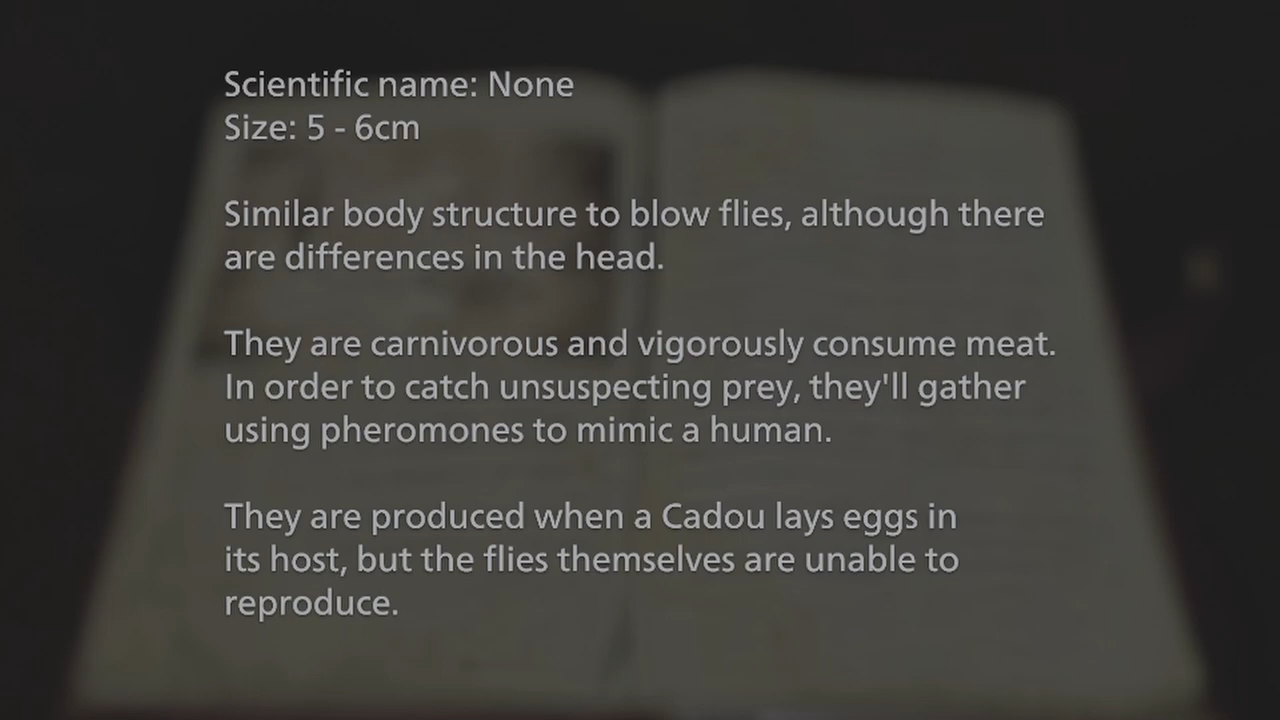 Scientific name: None
Size: 5 - 6cm
Similar body structure to blow flies, although there
are differences in the head.
They are carnivorous and vigorously consume meat.
In order to catch unsuspecting prey, they'll gather
using pheromones to mimic a human.
They are produced when a Cadou lays eggs in
its host, but the flies themselves are unable to
reproduce.